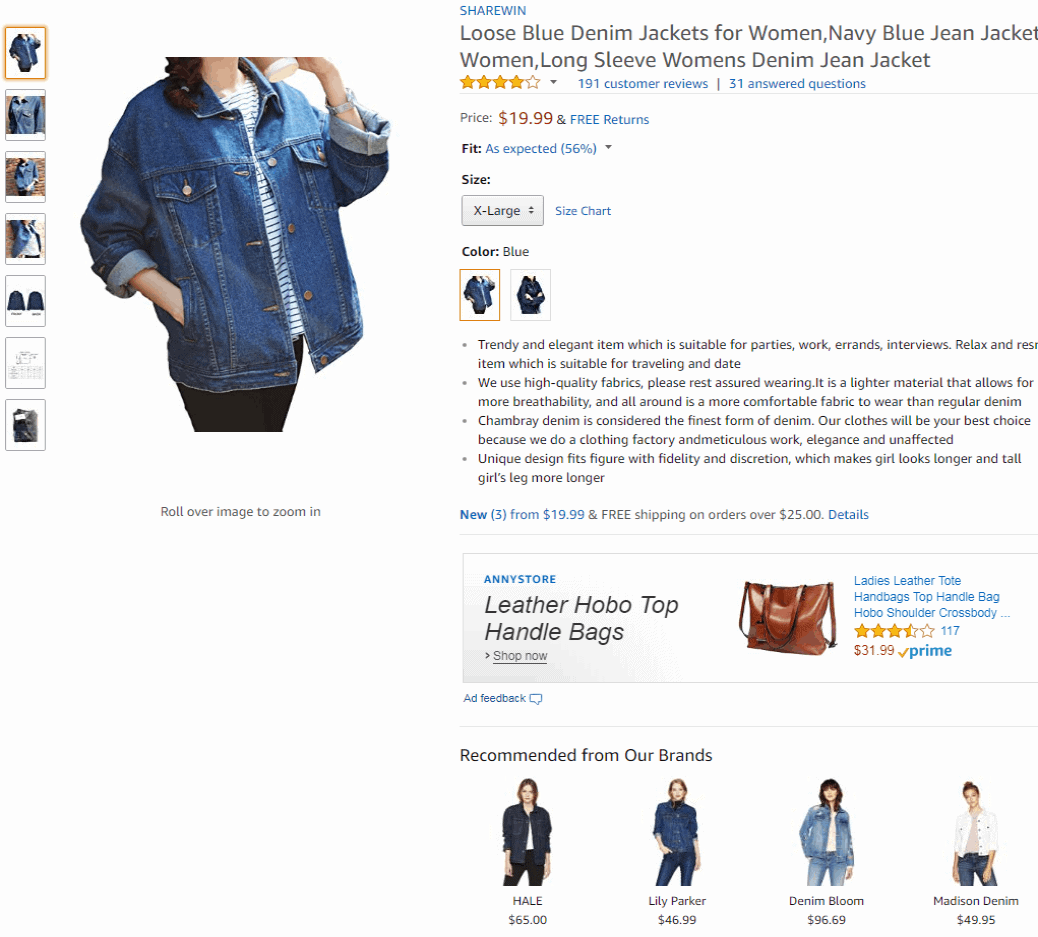 SHAREWIN
Loose Blue Denim Jackets for Women,Navy Blue Jean Jacket
Women,Long Sleeve Womens Denim Jean Jacket
191 customer reviews | 31 answered questions
Price: $19.99 & FREE Returns
Fit: As expected (56%)
Size:
X-Large Size Chart
Color: Blue
Trendy and elegant item which is suitable for parties, work, errands, interviews. Relax and
item which is suitable for traveling and date
We use high-quality fabrics, please rest assured wearing.It is a lighter material that allows for
more breathability, and all around is a more comfortable fabric to wear than regular denim
Chambray denim is considered the finest form of denim. Our clothes will be your best choice
because we do a clothing factory andmeticulous work, elegance and unaffected
Unique design fits figure with fidelity and discretion, which makes girl looks longer and tall
girl's leg more longer
Roll over image to zoom in
New (3) from $19.99 & FREE shipping on orders over $25.00. Details
ANNYSTORE
Leather Hobo Top
Handle Bags
› Shop now
Ladies Leather Tote
Handbags Top Handle Bag
Hobo Shoulder Crossbody ...
117
$31.99 prime
Ad feedback
Recommended from Our Brands
HALE
$65.00
Lily Parker
$46.99
Denim Bloom
$96.69
Madison Denim
$49.95